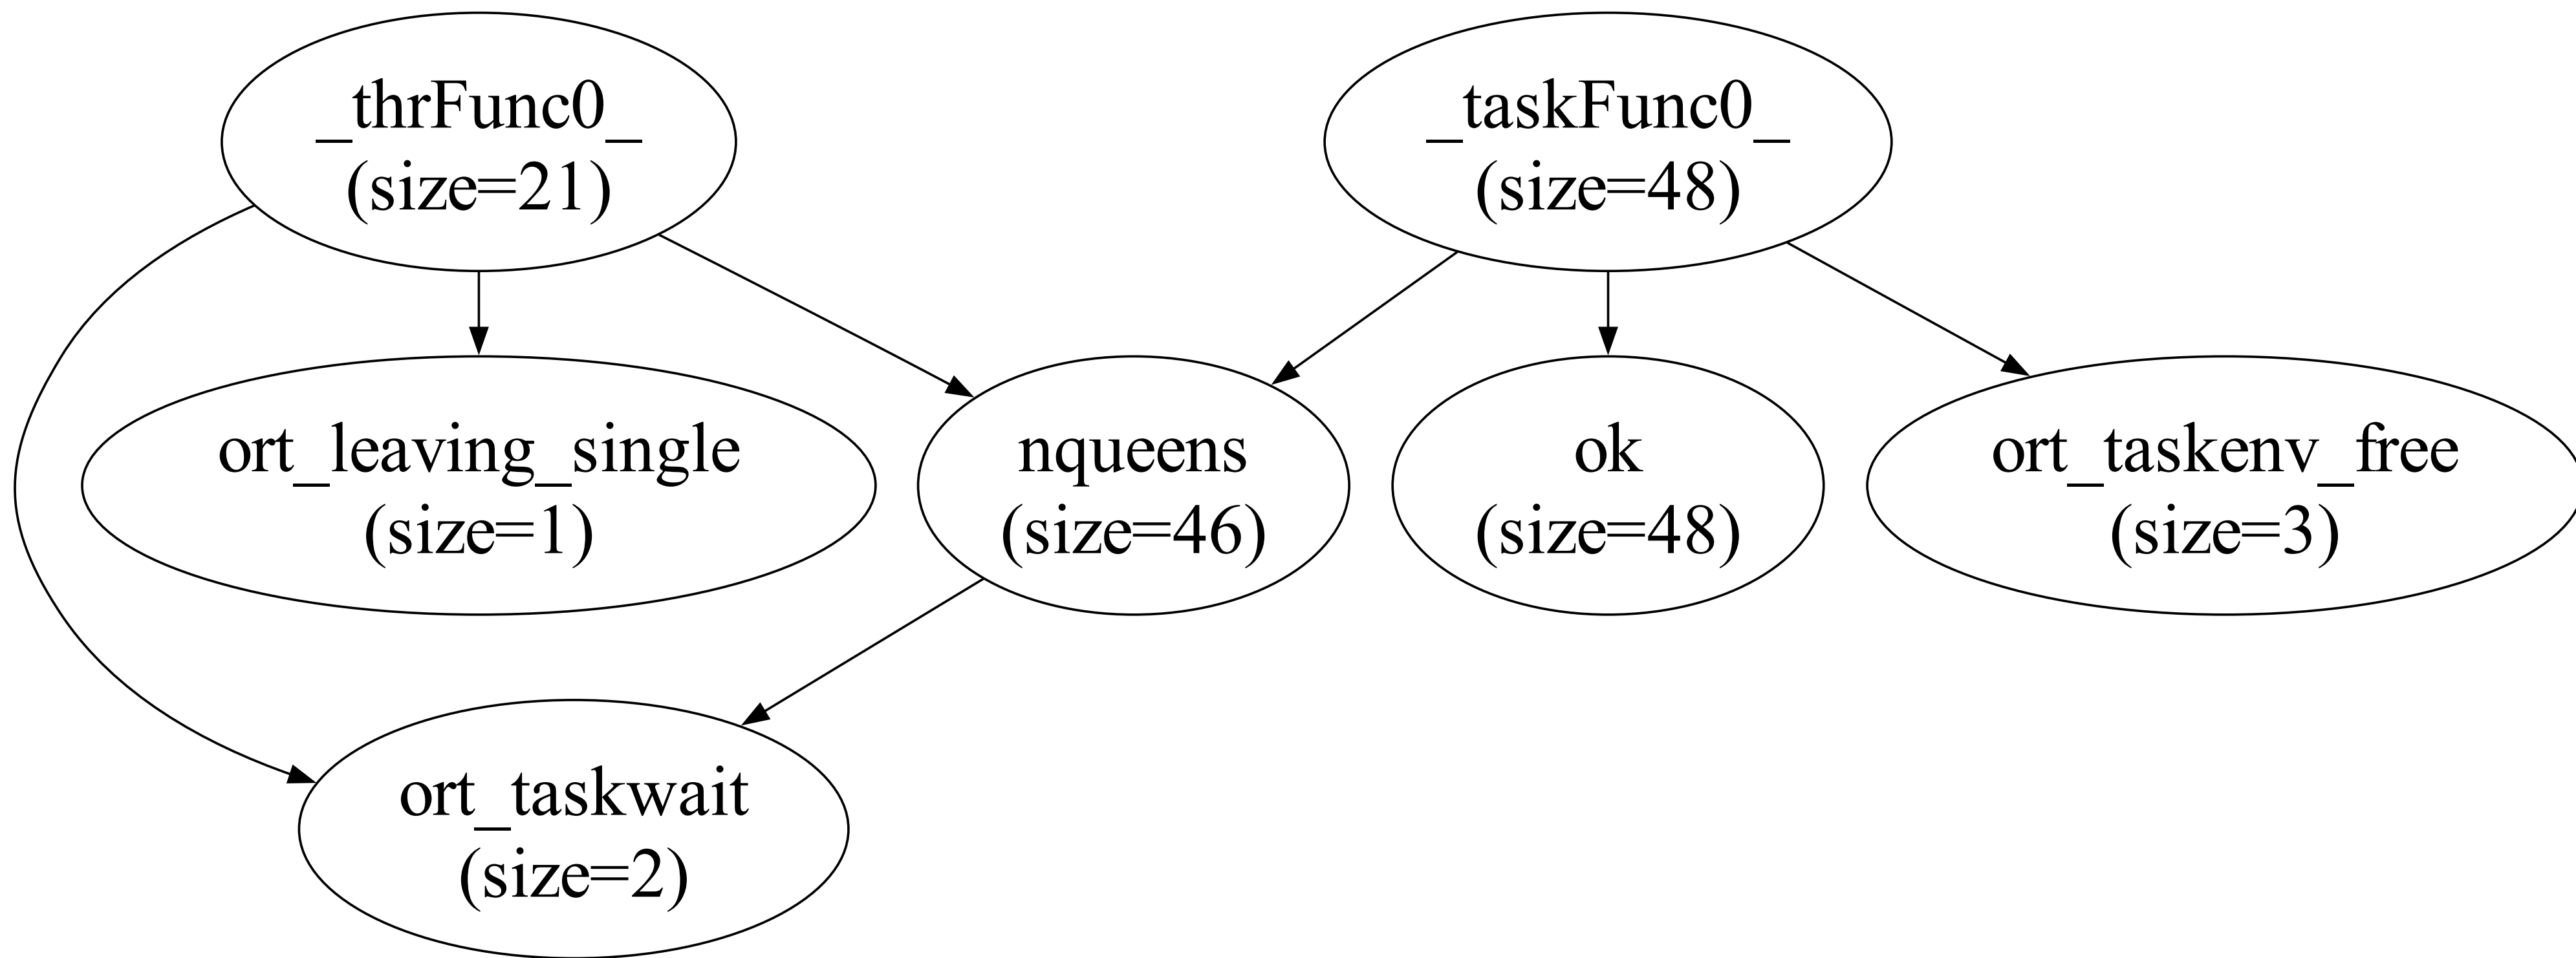 _thrFunc0_
(size=21)
_taskFunc0_
(size=48)
ort_leaving_single
(size=1)
nqueens
(size=46)
ok
(size=48)
ort_taskenv_free
(size=3)
ort_taskwait
(size=2)